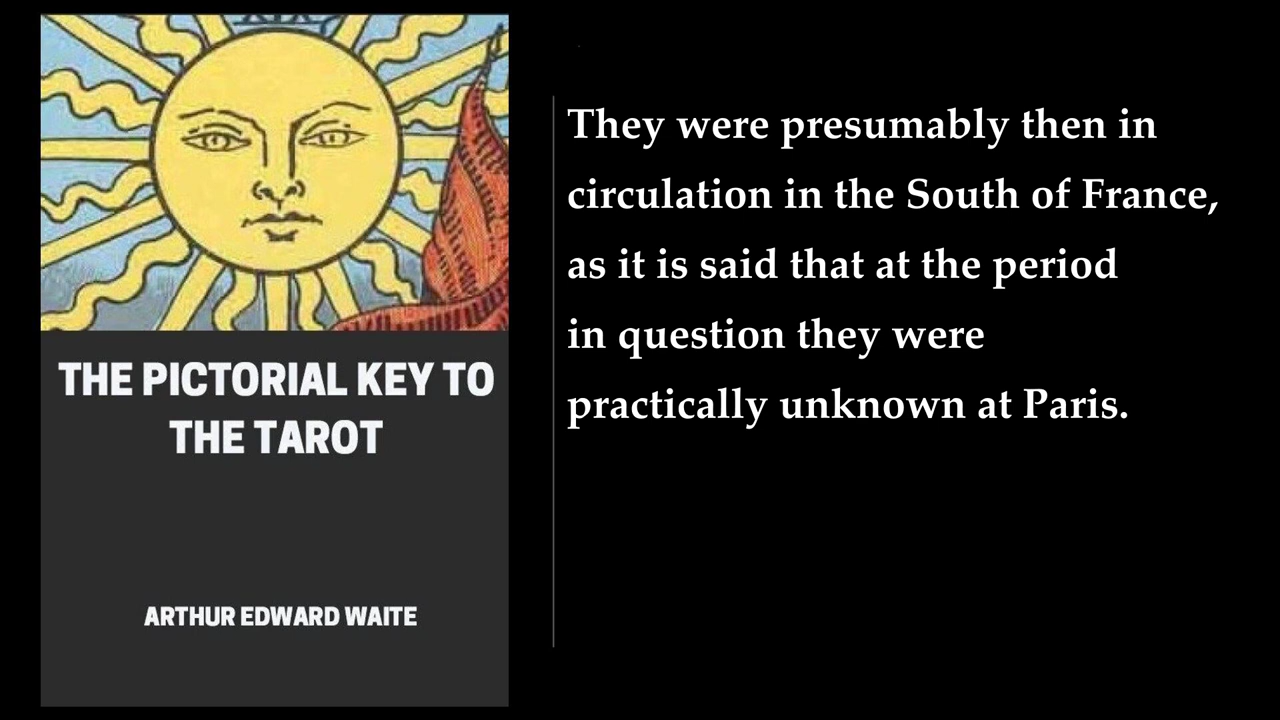 XIX
THE PICTORIAL KEY TO
THE TAROT
ARTHUR EDWARD WAITE
They were presumably then in
circulation in the South of France,
as it is said that at the period
in question they were
practically unknown at Paris.